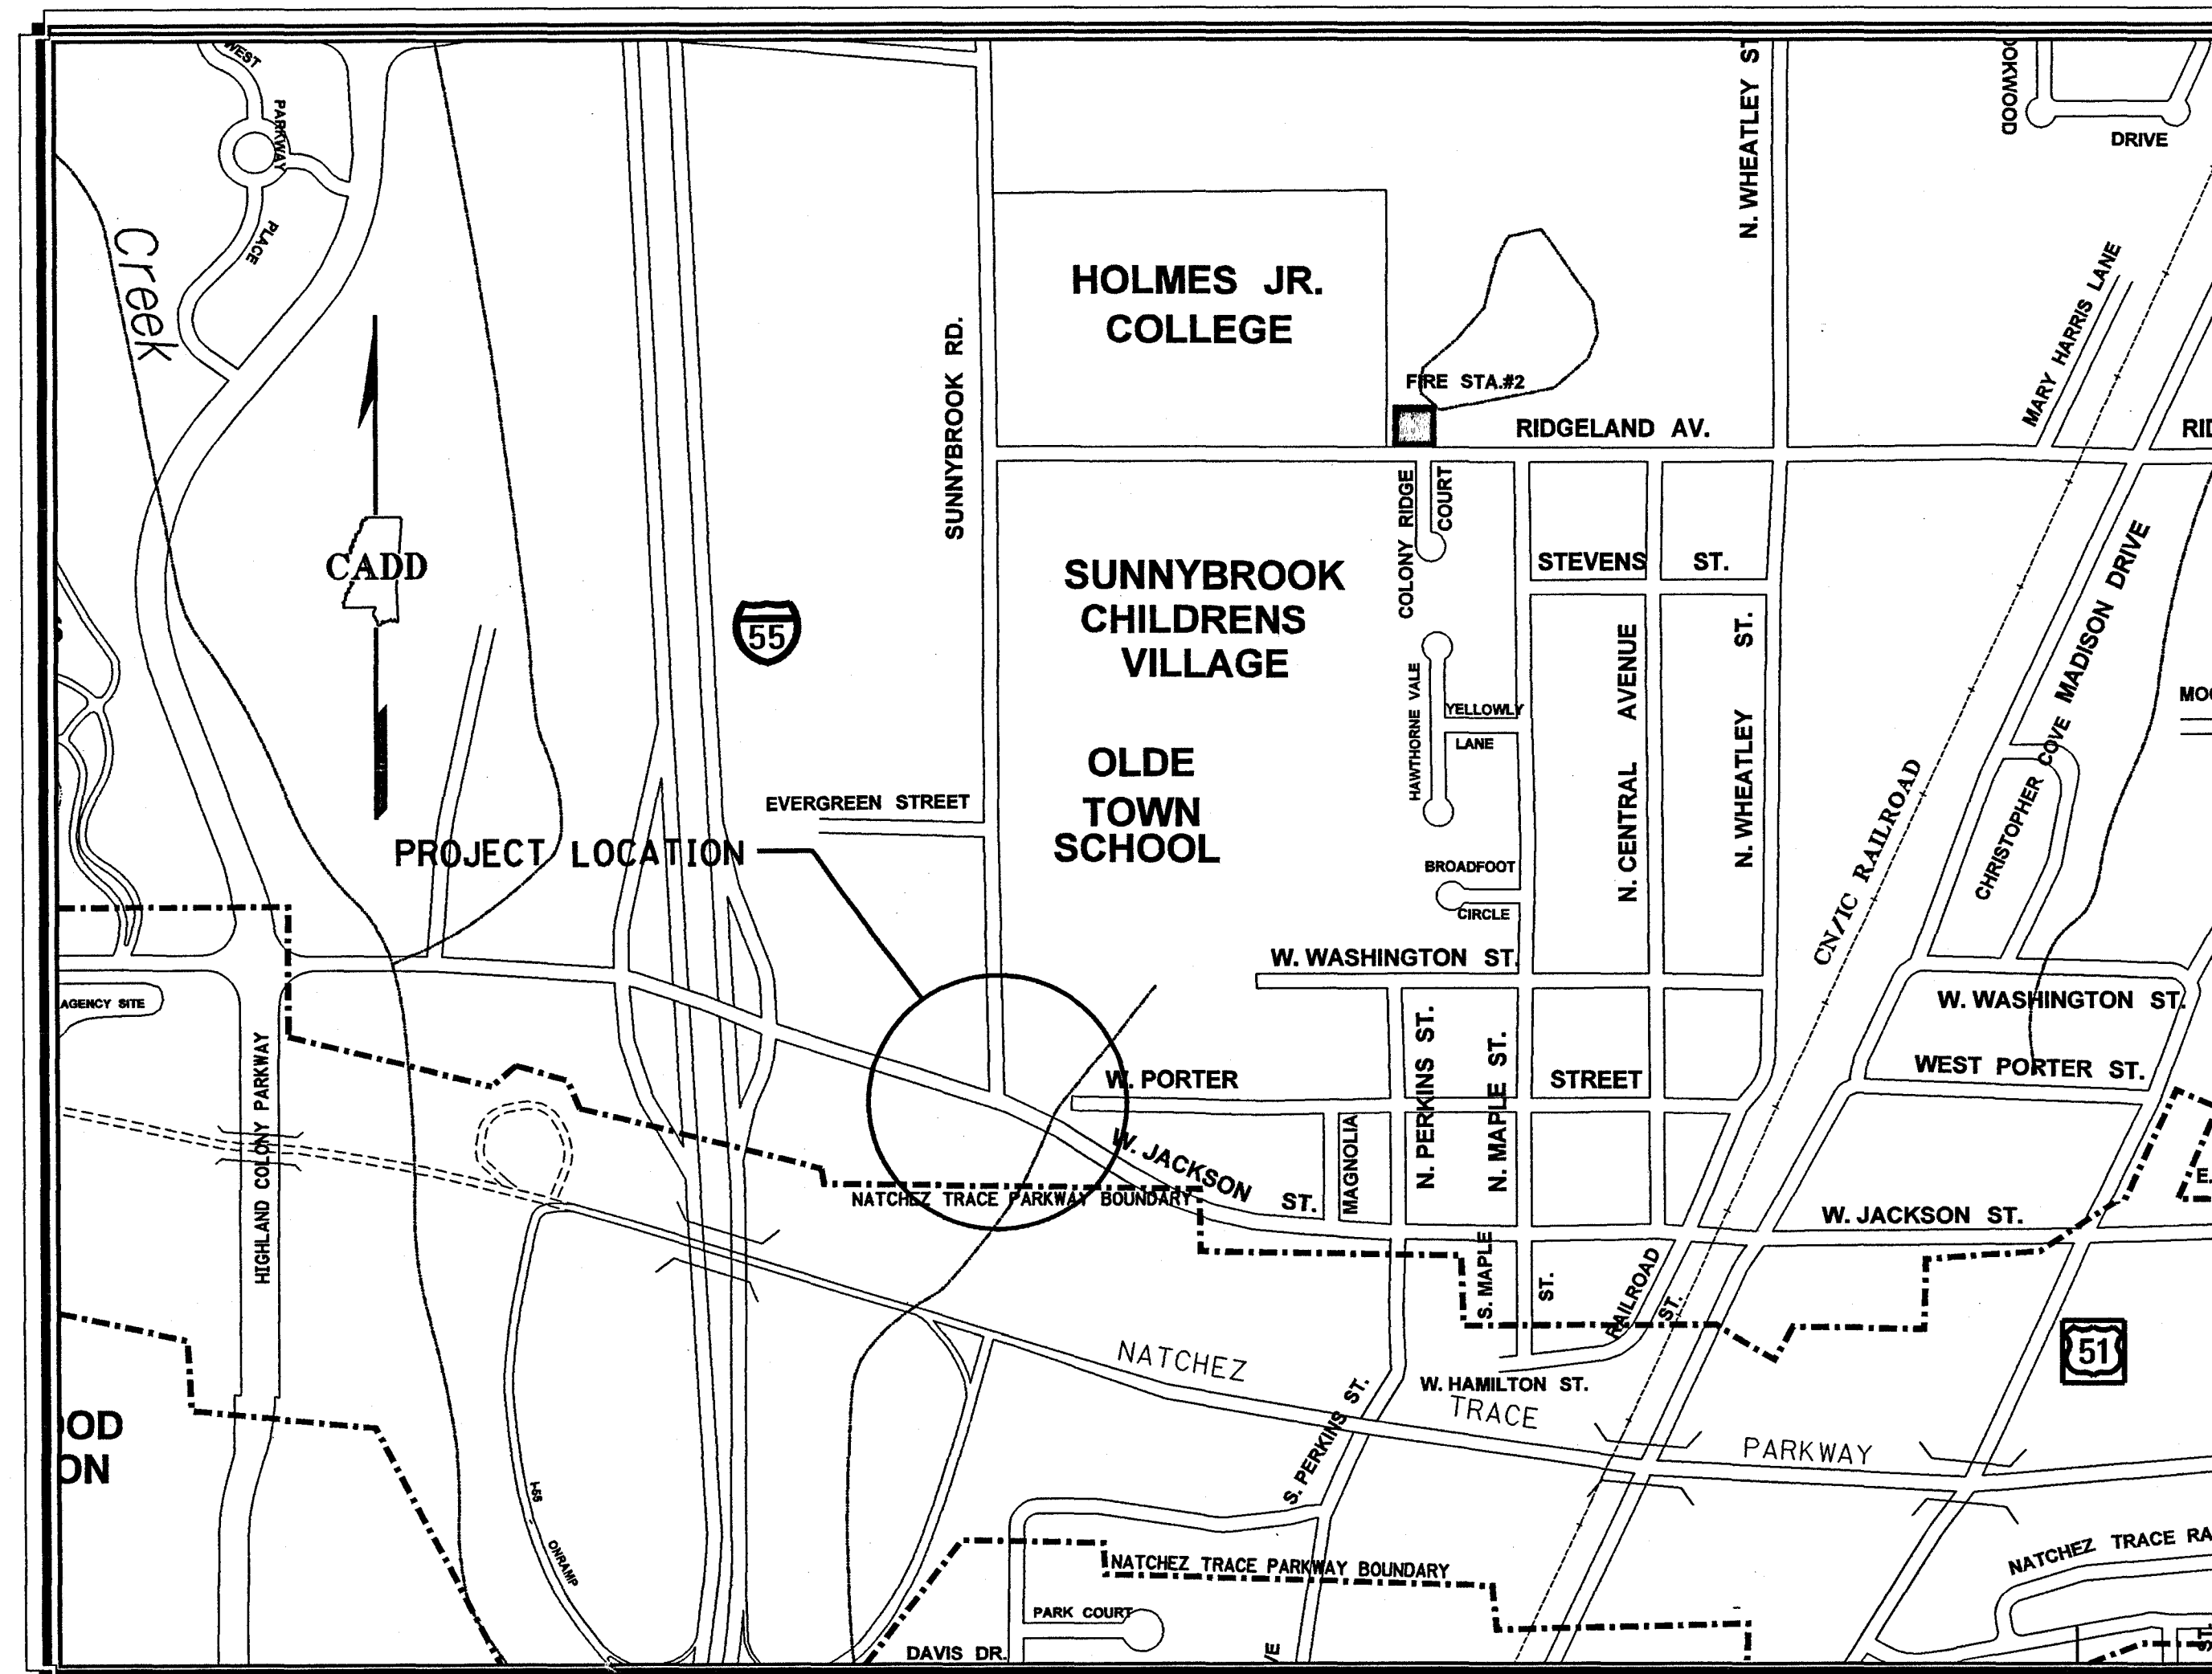 WEST
PARKWAY
PLACE
Creek
CADD
55
SUNNYBROOK RD.
HOLMES JR.
COLLEGE
FIRE STA.#2
RIDGELAND AV.
N. WHEATLEY ST
DRIVE
MARY HARRIS LANE
COLONY RIDGE
COURT
STEVENS ST.
SUNNYBROOK
CHILDRENS
VILLAGE
OLDE
TOWN
SCHOOL
HAWTHORNE VALE
YELLOWLY
LANE
BROADFOOT
CIRCLE
N. CENTRAL AVENUE
N. WHEATLEY ST.
MADISON DRIVE
CHRISTOPHER COVE
CN/IC RAILROAD
EVERGREEN STREET
PROJECT LOCATION
W. WASHINGTON ST.
W. WASHINGTON ST.
AGENCY SITE
HIGHLAND COLONY PARKWAY
W. PORTER STREET
WEST PORTER ST.
N. PERKINS ST.
N. MAPLE ST.
MAGNOLIA
W. JACKSON ST.
W. JACKSON ST.
NATCHEZ TRACE PARKWAY BOUNDARY
S. MAPLE ST.
RAILROAD ST.
W. HAMILTON ST.
51
NATCHEZ TRACE PARKWAY
S. PERKINS ST.
OD
ON
I-55 ONRAMP
NATCHEZ TRACE PARKWAY BOUNDARY
NATCHEZ TRACE RA
PARK COURT
DAVIS DR.